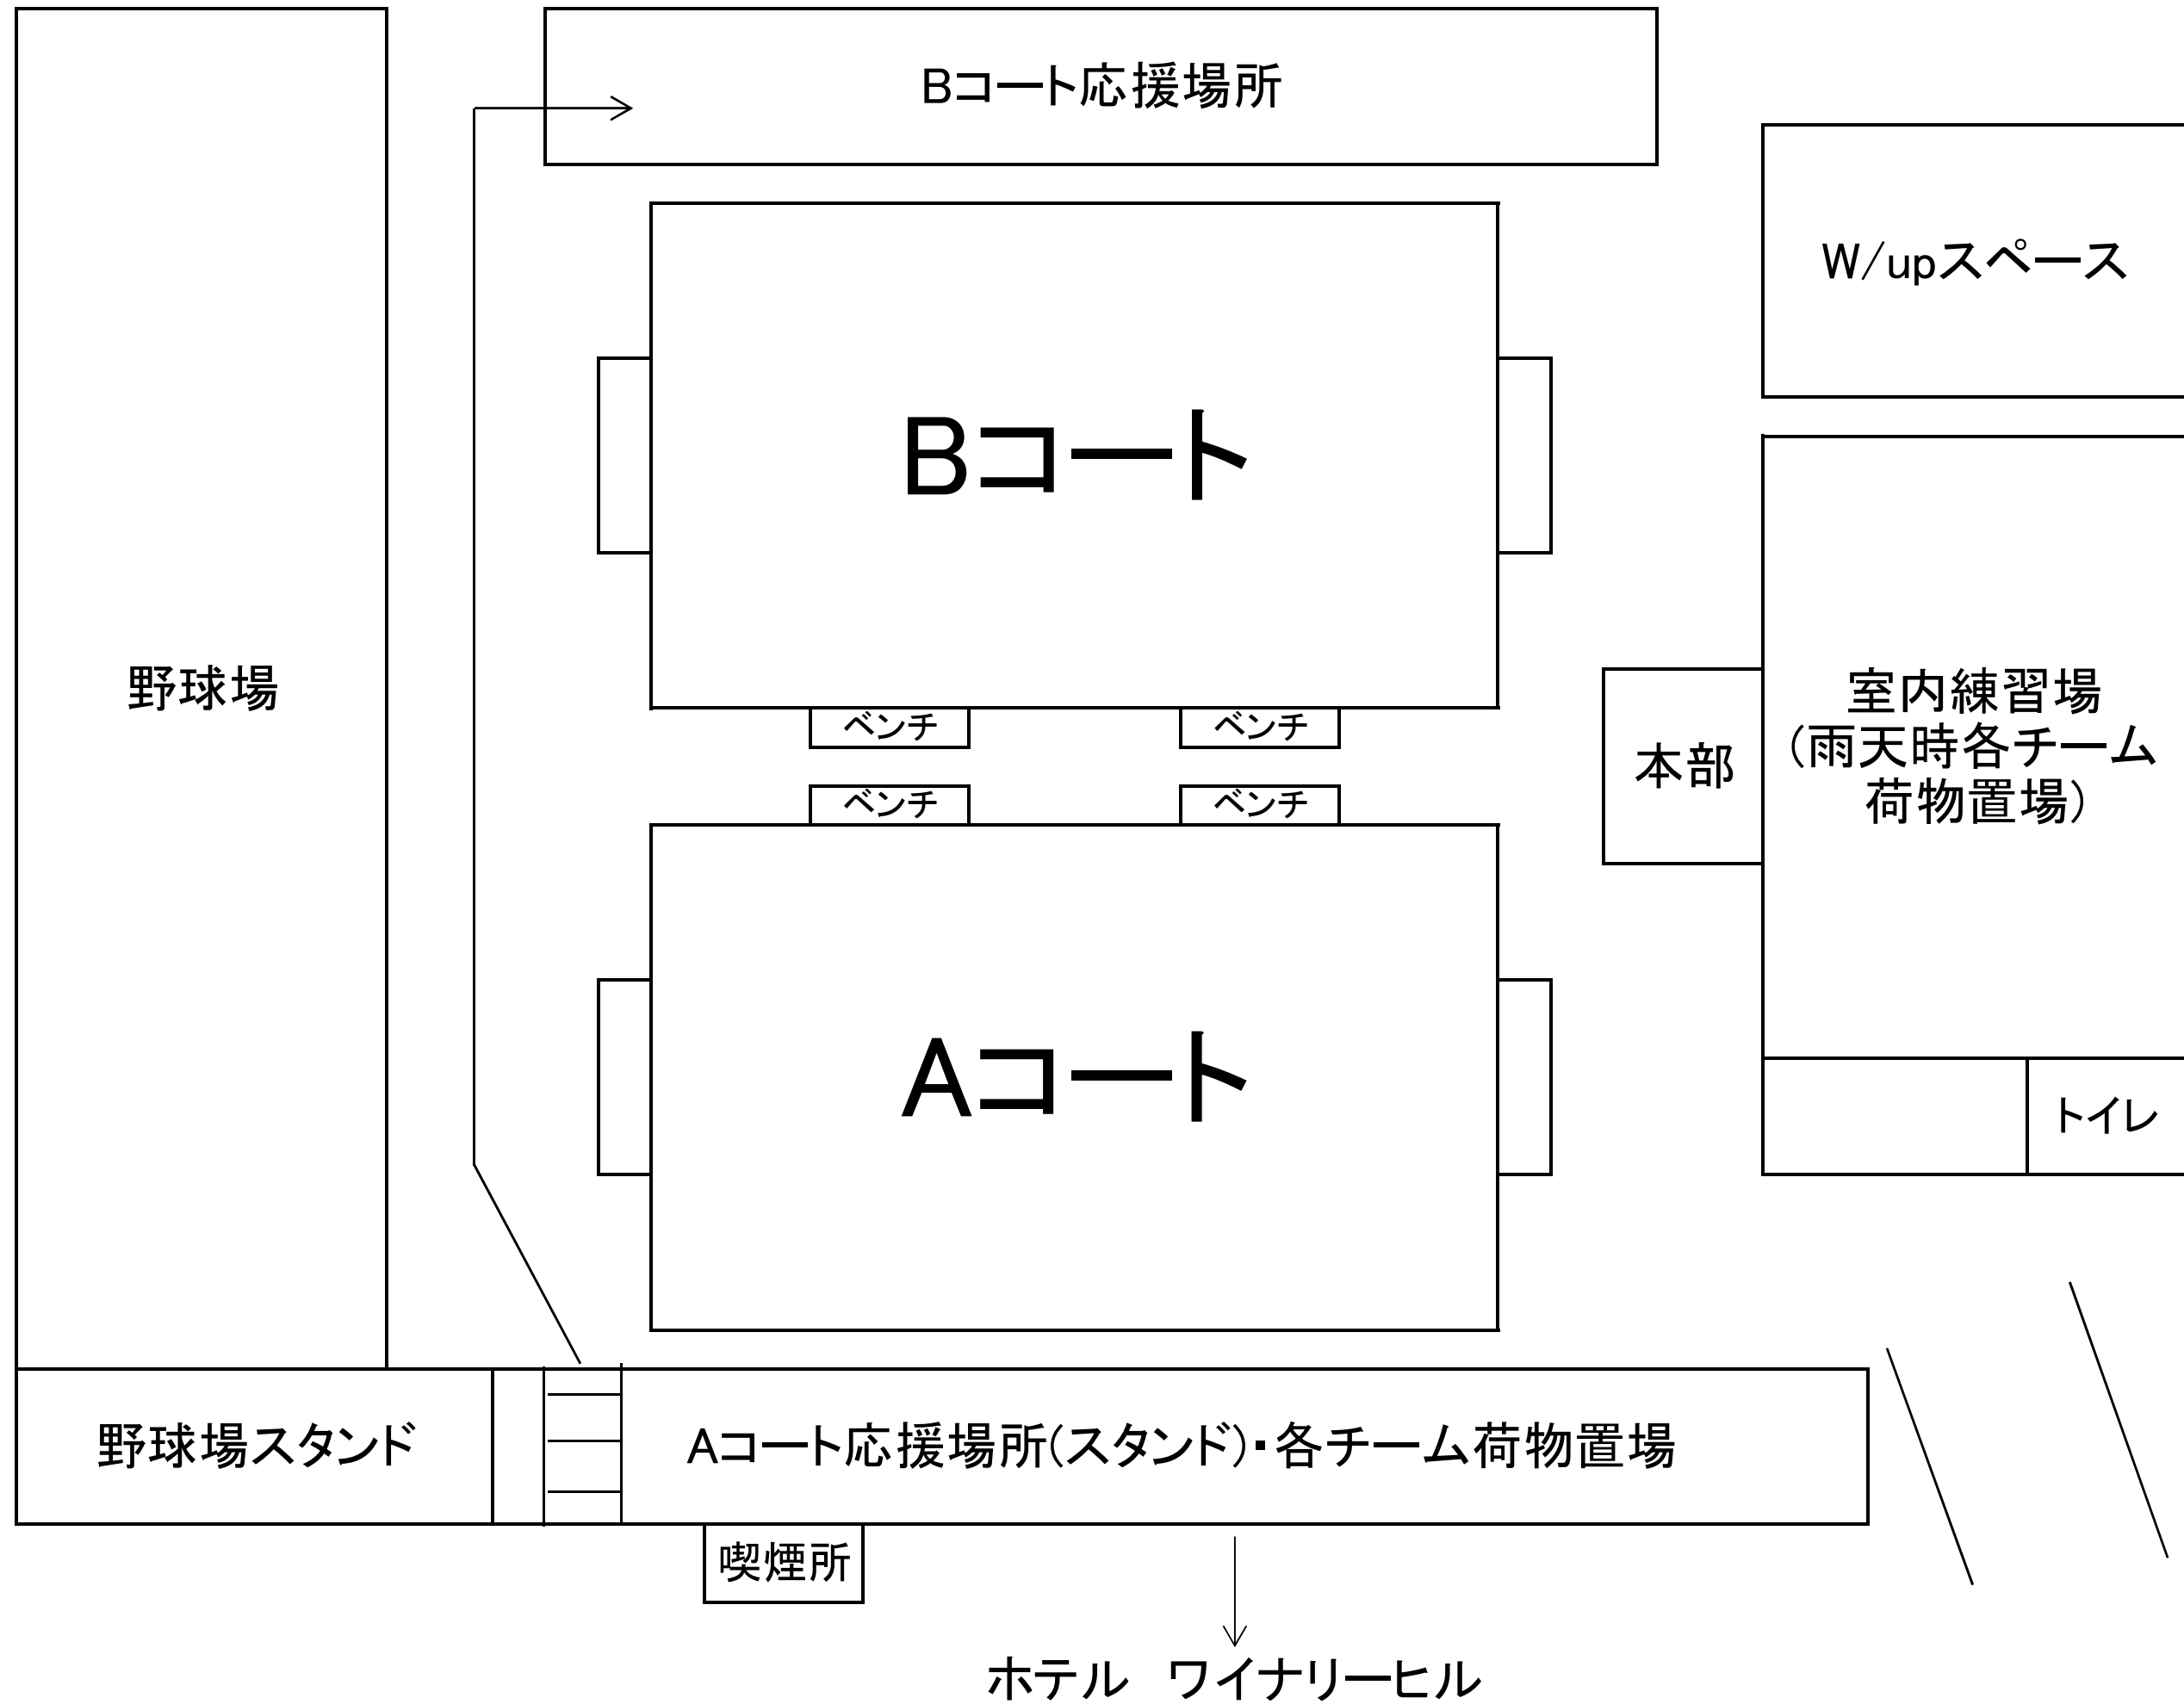 Bコート応援場所
W/upスペース
Bコート
野球場
ベンチ
ベンチ
室内練習場
(雨天時各チーム
荷物置場)
本部
ベンチ
ベンチ
Aコート
トイレ
野球場スタンド
Aコート応援場所(スタンド)・各チーム荷物置場
喫煙所
ホテル ワイナリーヒル